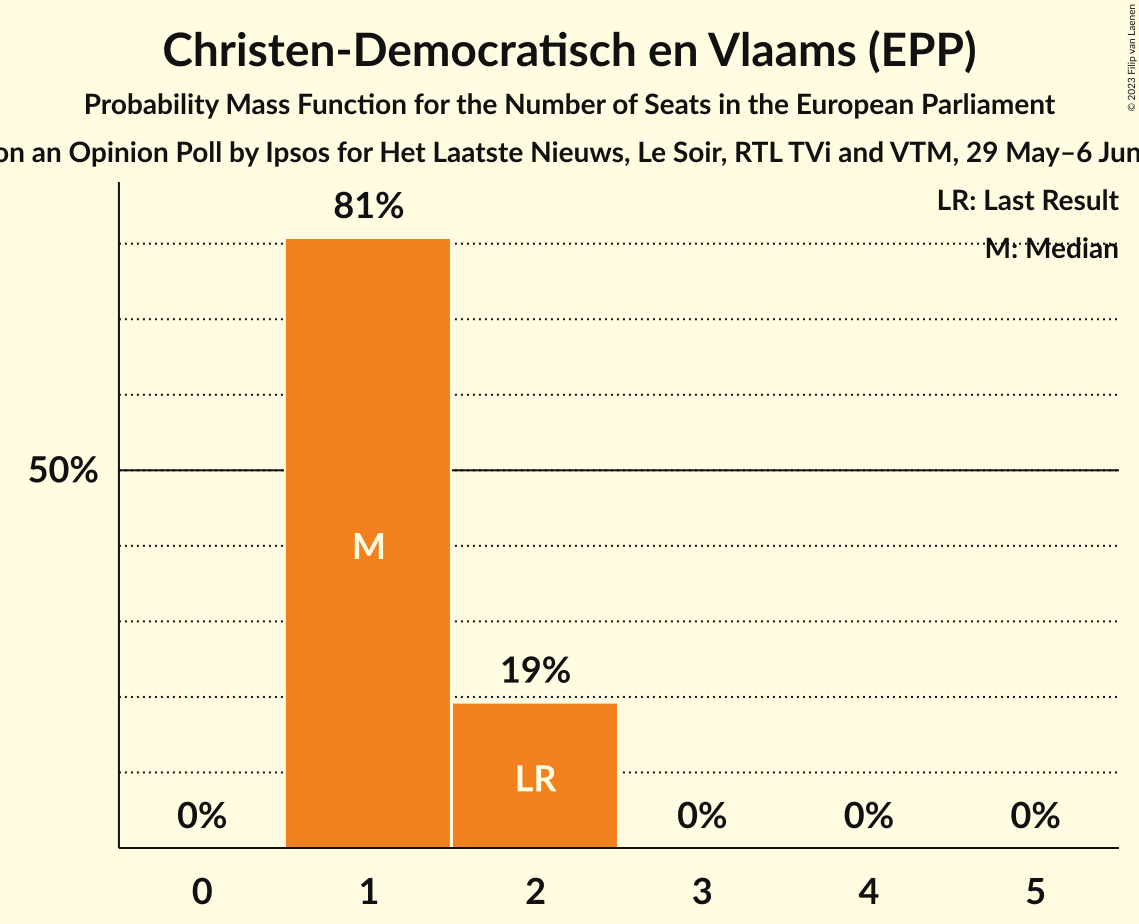 Christen-Democratisch en Vlaams (EPP)
Probability Mass Function for the Number of Seats in the European Parliament
on an Opinion Poll by Ipsos for Het Laatste Nieuws, Le Soir, RTL TVi and VTM, 29 May–6 Jun
© 2023 Filip van Laenen
LR: Last Result
M: Median
81%
50%
M
19%
LR
0%
0%
0%
0%
0 1 2 3 4 5